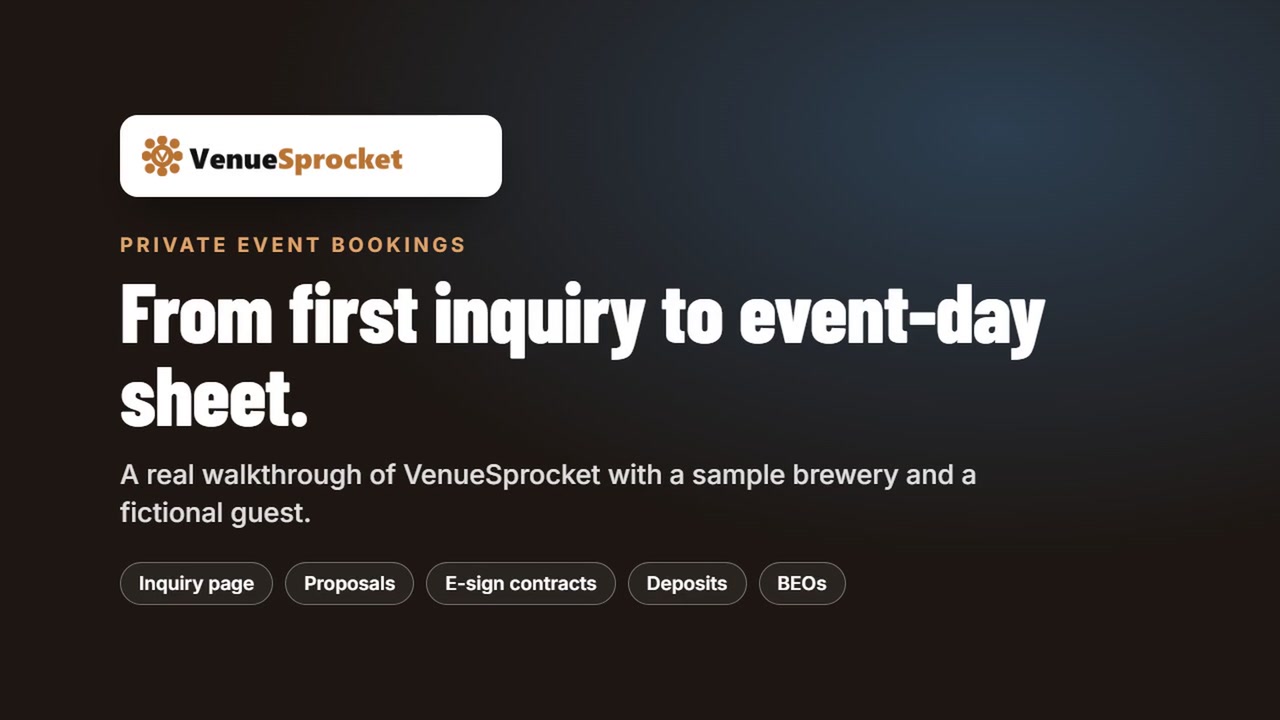 VenueSprocket
PRIVATE EVENT BOOKINGS
From first inquiry to event-day
sheet.
A real walkthrough of VenueSprocket with a sample brewery and a
fictional guest.
Inquiry page Proposals E-sign contracts Deposits BEOs